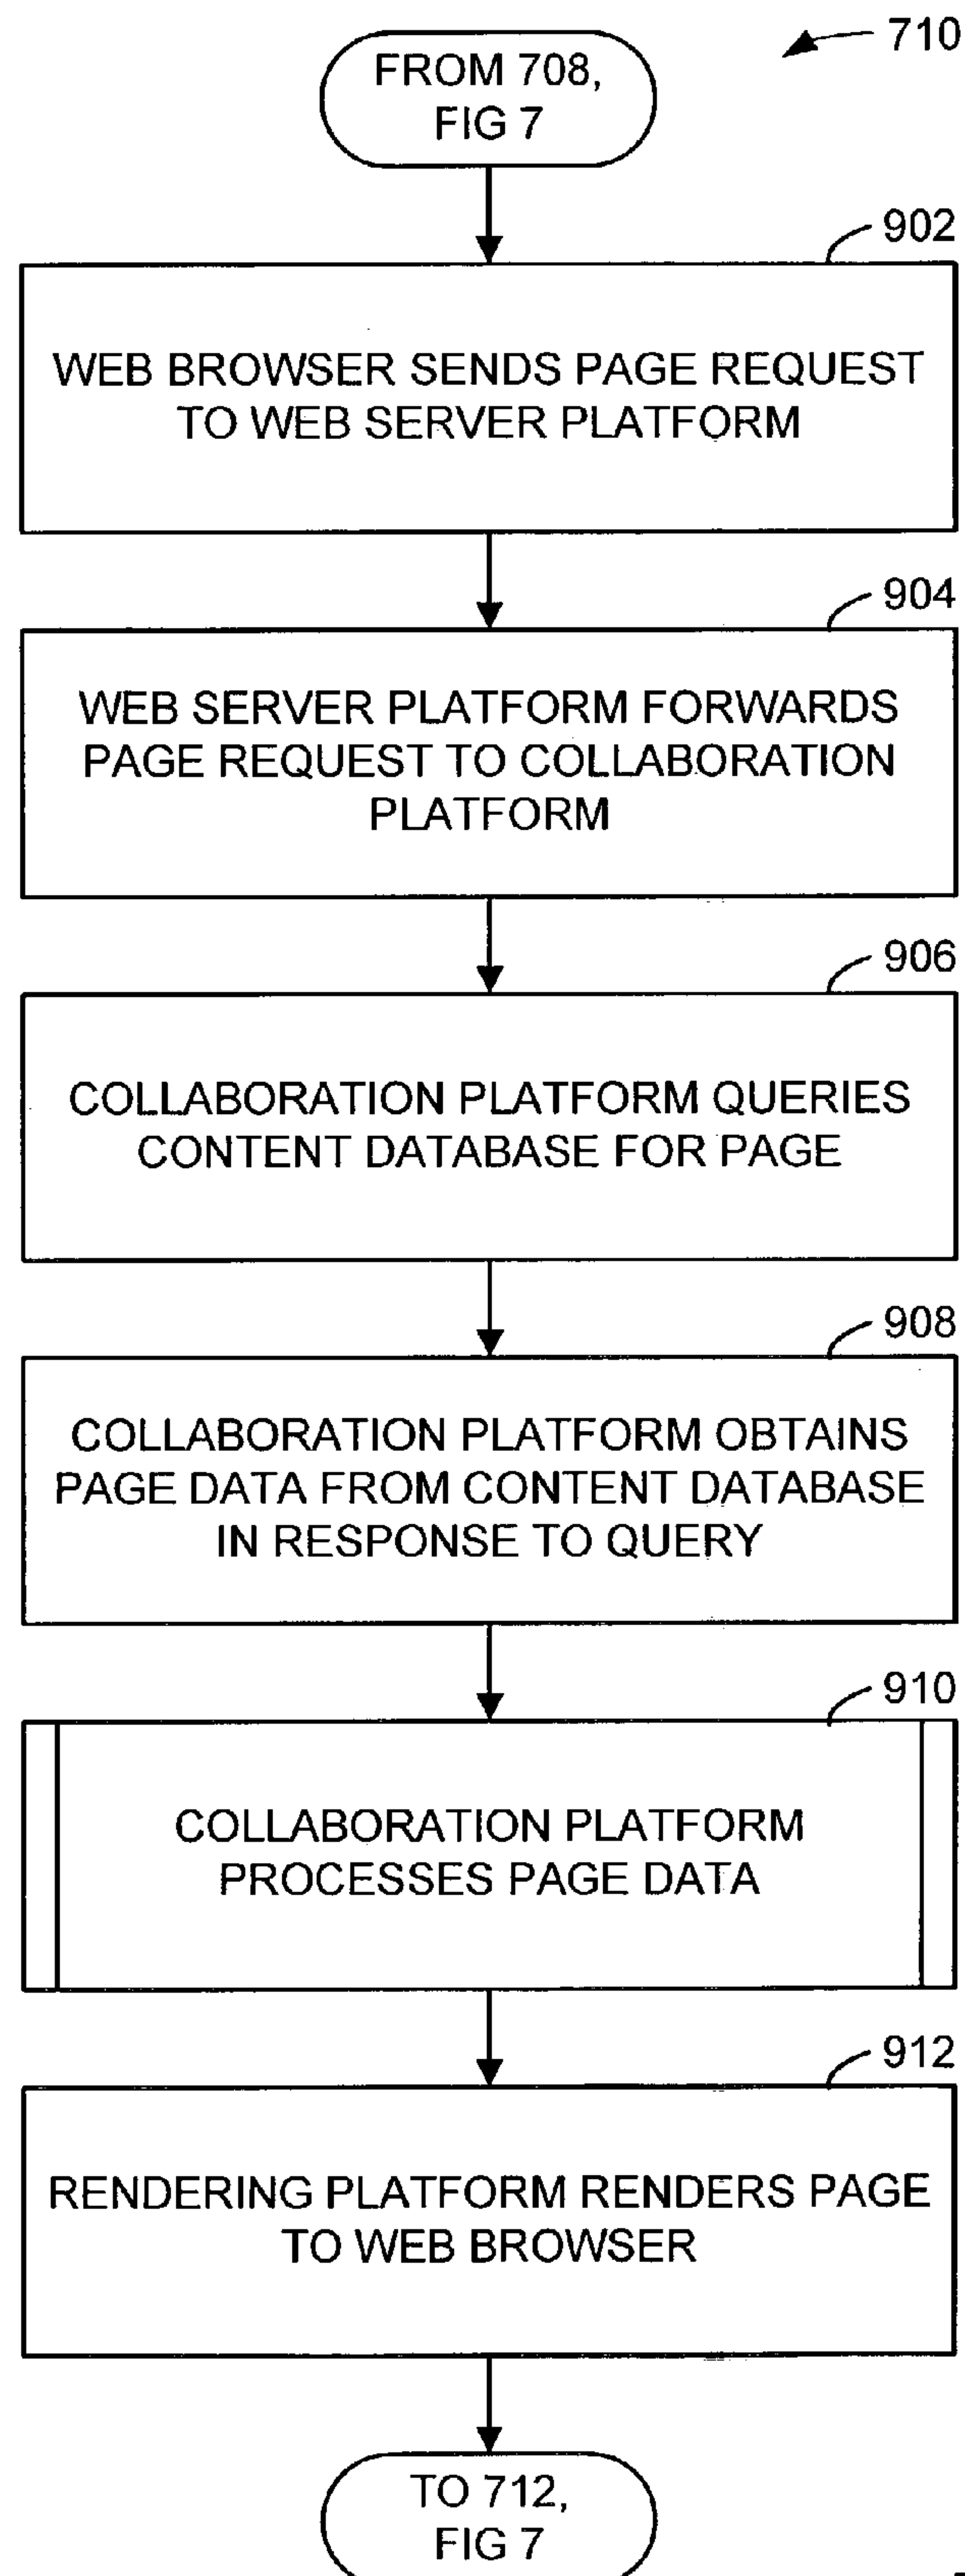 710
FROM 708,
FIG 7
902
WEB BROWSER SENDS PAGE REQUEST
TO WEB SERVER PLATFORM
904
WEB SERVER PLATFORM FORWARDS
PAGE REQUEST TO COLLABORATION
PLATFORM
906
COLLABORATION PLATFORM QUERIES
CONTENT DATABASE FOR PAGE
908
COLLABORATION PLATFORM OBTAINS
PAGE DATA FROM CONTENT DATABASE
IN RESPONSE TO QUERY
910
COLLABORATION PLATFORM
PROCESSES PAGE DATA
912
RENDERING PLATFORM RENDERS PAGE
TO WEB BROWSER
TO 712,
FIG 7